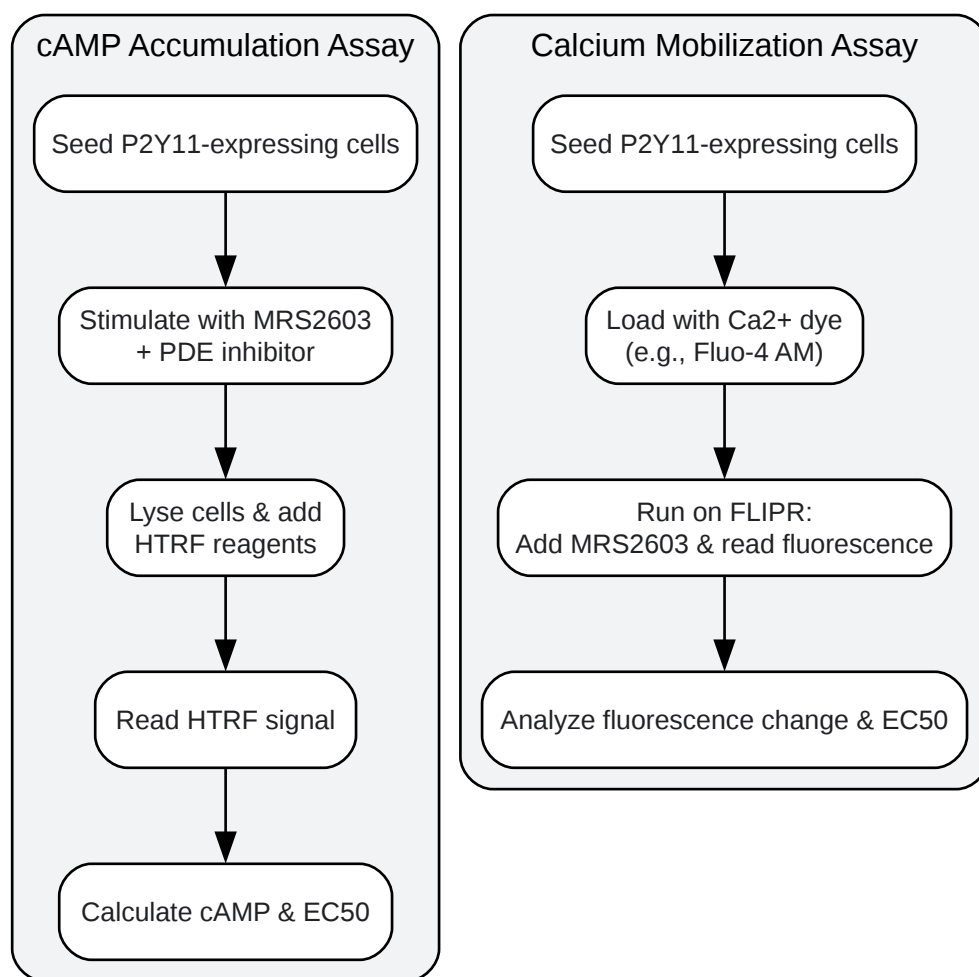 cAMP Accumulation Assay
Seed P2Y11-expressing cells
Stimulate with MRS2603
+ PDE inhibitor
Lyse cells & add
HTRF reagents
Read HTRF signal
Calculate cAMP & EC50
Calcium Mobilization Assay
Seed P2Y11-expressing cells
Load with Ca2+ dye
(e.g., Fluo-4 AM)
Run on FLIPR:
Add MRS2603 & read fluorescence
Analyze fluorescence change & EC50